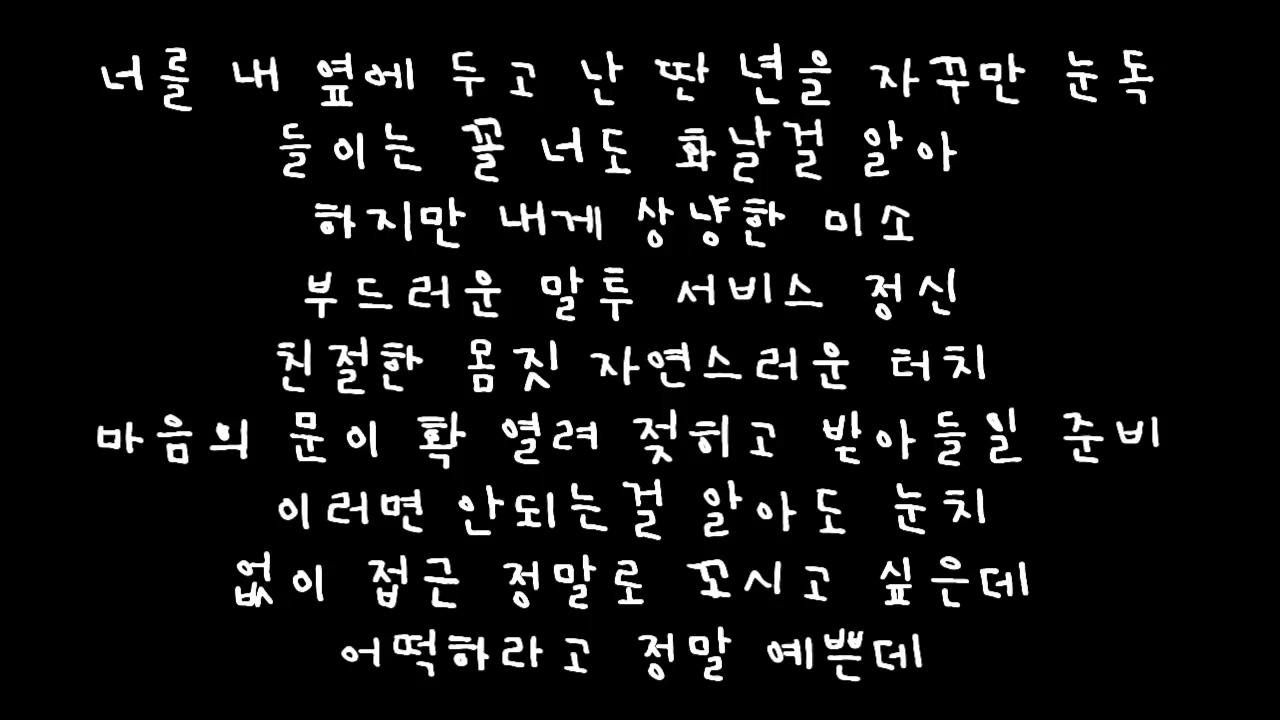 너를 내 옆에 두고 난 딴 년을 자꾸만 눈독
들이는 꼴 너도 화날걸 알아
하지만 내게 상냥한 미소
부드러운 말투 서비스 정신
친절한 몸짓 자연스러운 터치
마음의 문이 확 열려 젖히고 받아들일 준비
이러면 안되는걸 알아도 눈치
없이 접근 정말로 꼬시고 싶은데
어떡하라고 정말 예쁜데